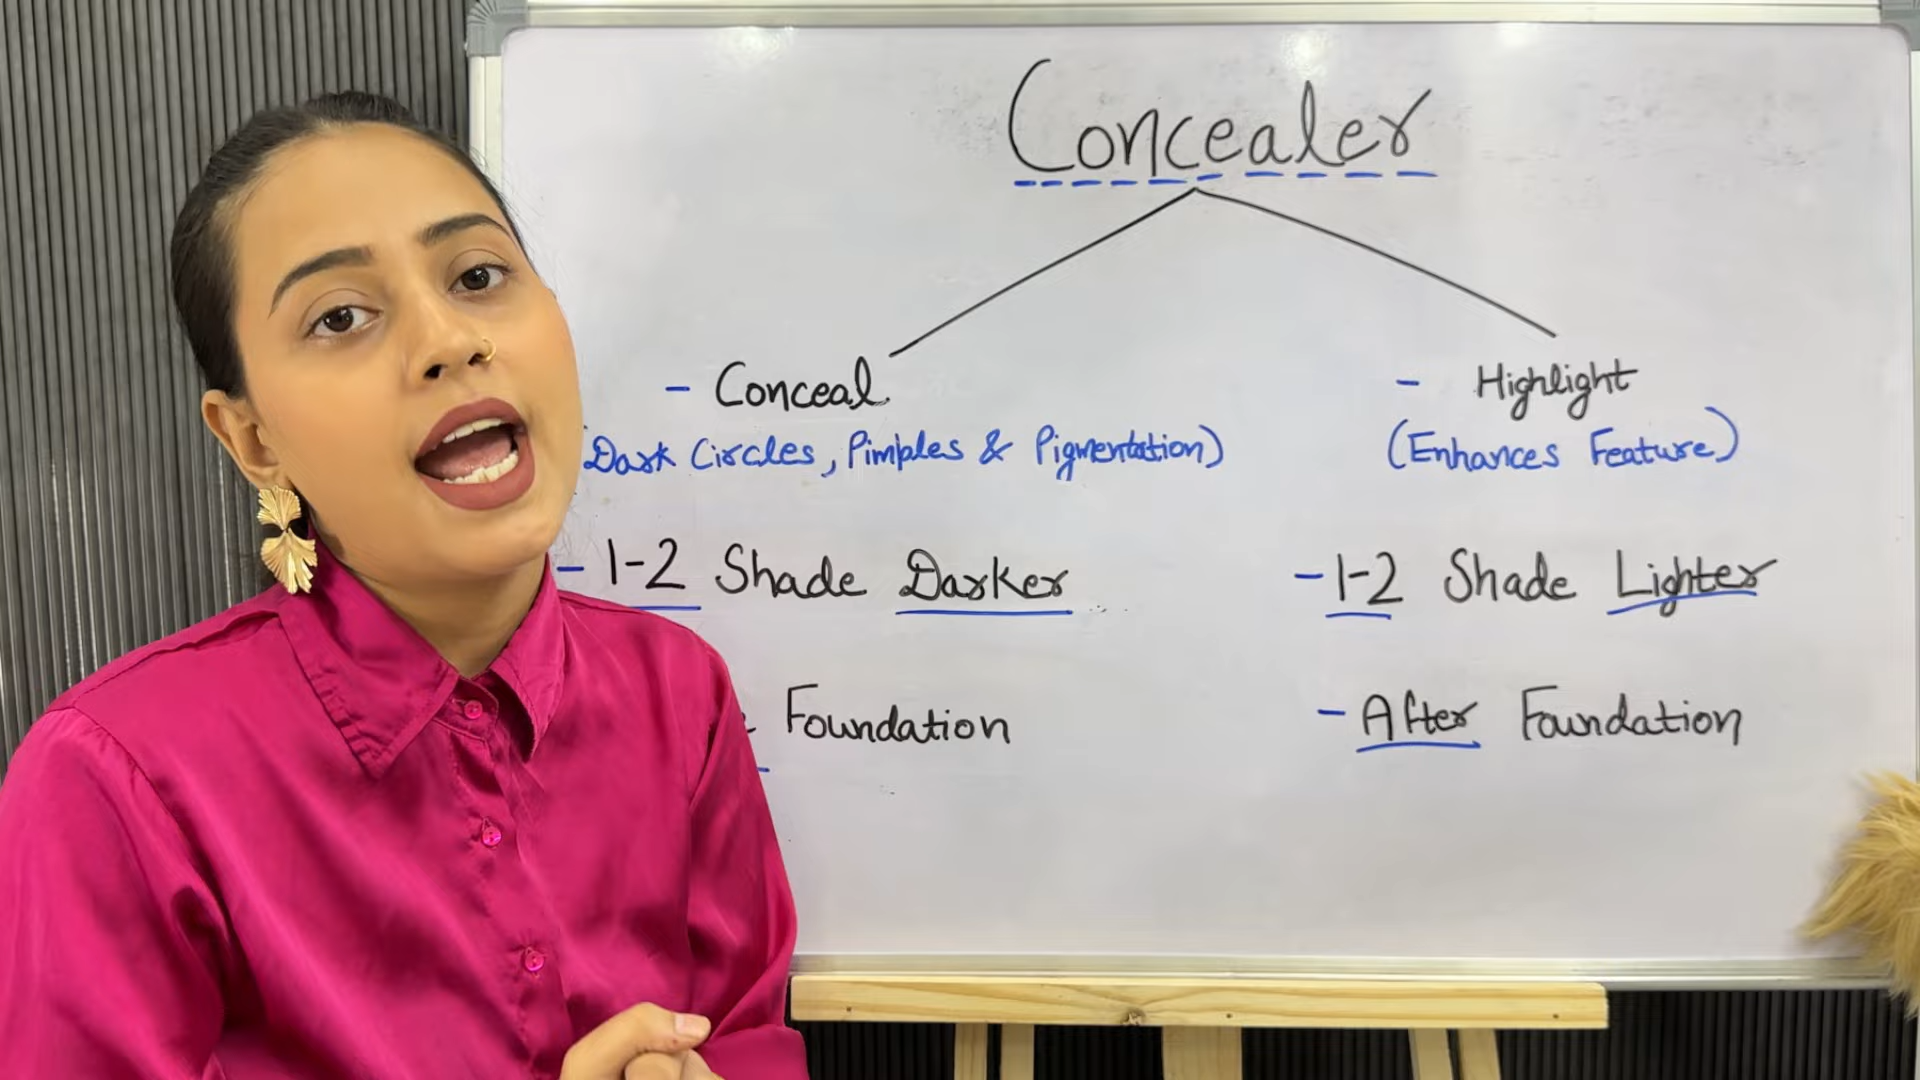 Concealer
- Conceal
Dark Circles, Pimples & Pigmentation)
- 1-2 Shade Darker
Foundation
- Highlight
(Enhances Feature)
- 1-2 Shade Lighter
- After Foundation